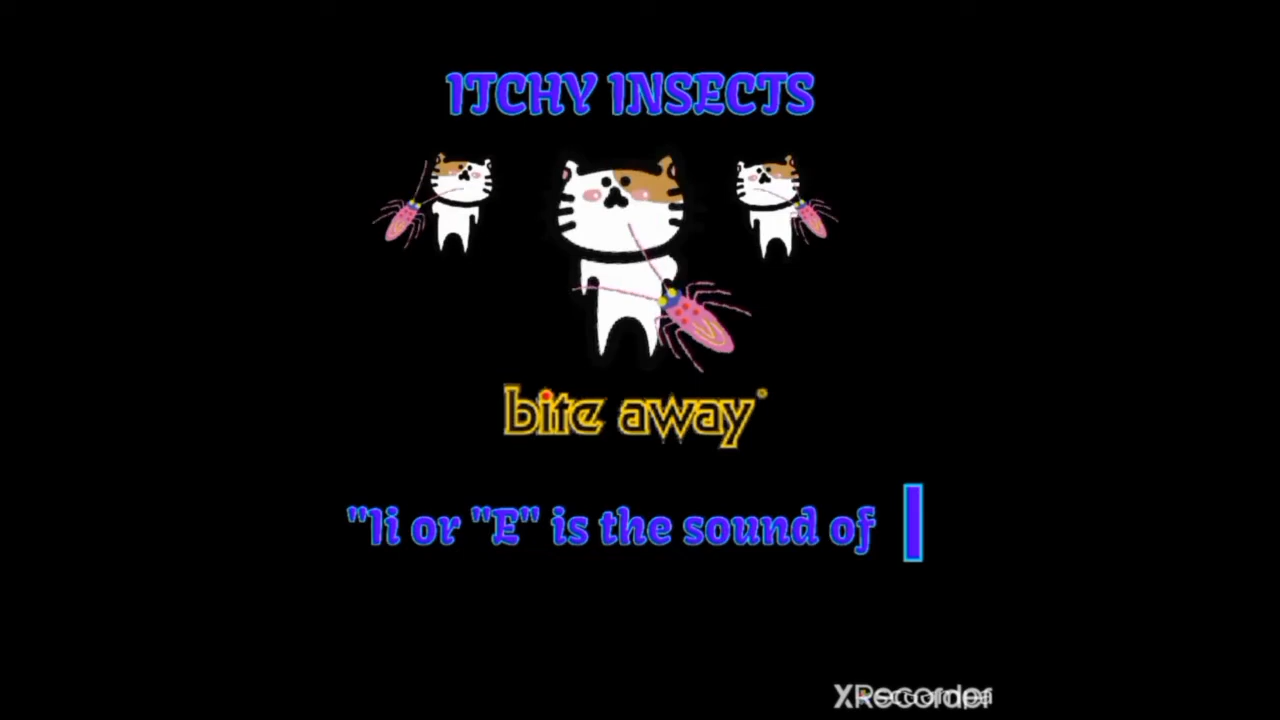 ITCHY INSECTS
bite away®
"Ii or "E" is the sound of I
XRecorder